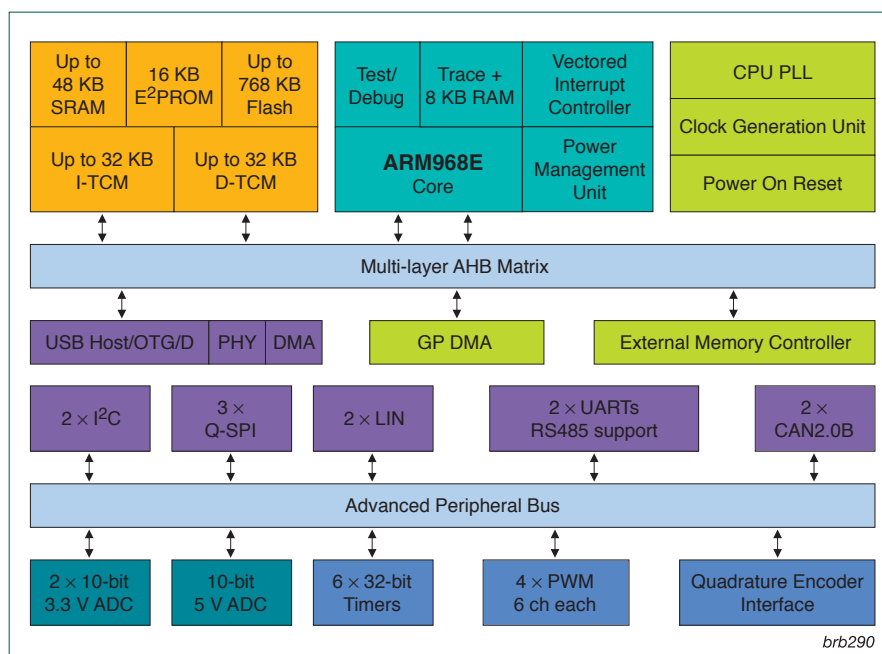 Up to
48 KB
SRAM
16 KB
E²PROM
Up to
768 KB
Flash
Up to 32 KB
I-TCM
Up to 32 KB
D-TCM
Test/
Debug
Trace +
8 KB RAM
Vectored
Interrupt
Controller
ARM968E
Core
Power
Management
Unit
CPU PLL
Clock Generation Unit
Power On Reset
Multi-layer AHB Matrix
USB Host/OTG/D
PHY
DMA
GP DMA
External Memory Controller
2 × I²C
3 ×
Q-SPI
2 × LIN
2 × UARTs
RS485 support
2 ×
CAN2.0B
Advanced Peripheral Bus
2 × 10-bit
3.3 V ADC
10-bit
5 V ADC
6 × 32-bit
Timers
4 × PWM
6 ch each
Quadrature Encoder
Interface
brb290